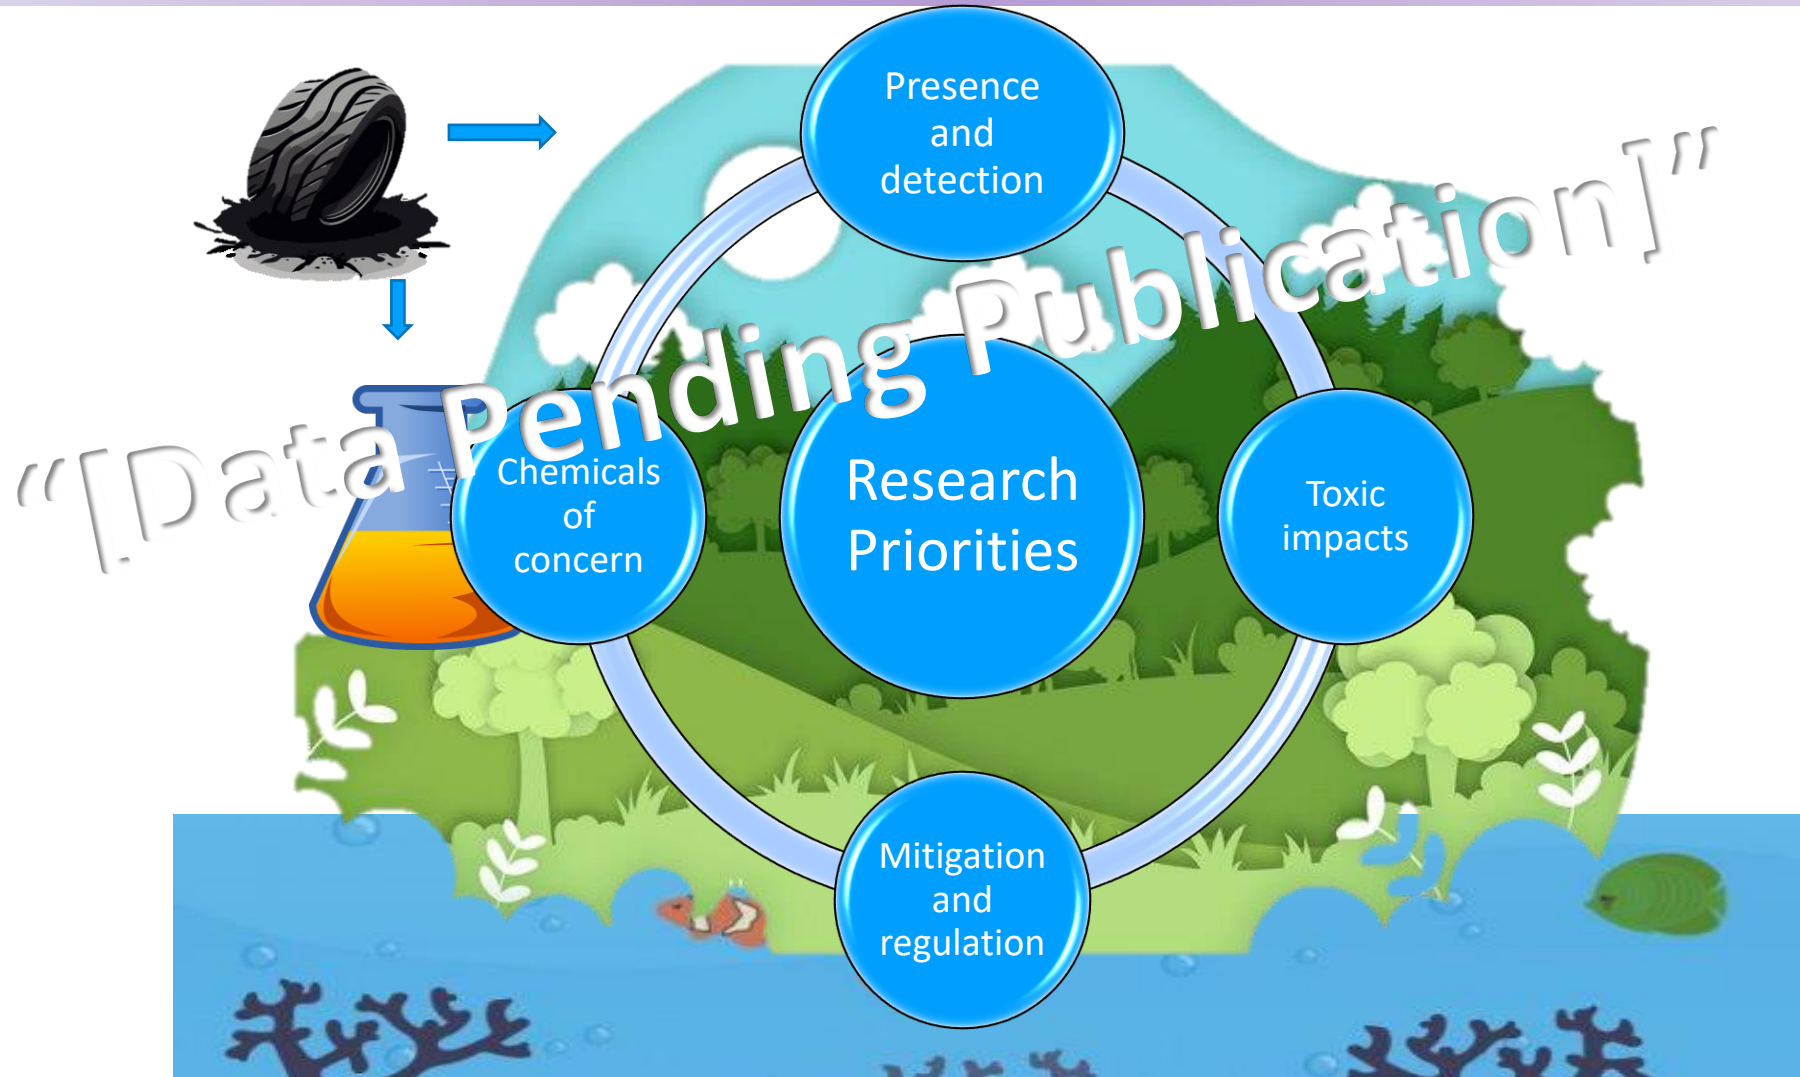 Presence
and
detection
“[Data Pending Publication]”
Chemicals
of
concern
Research
Priorities
Toxic
impacts
Mitigation
and
regulation